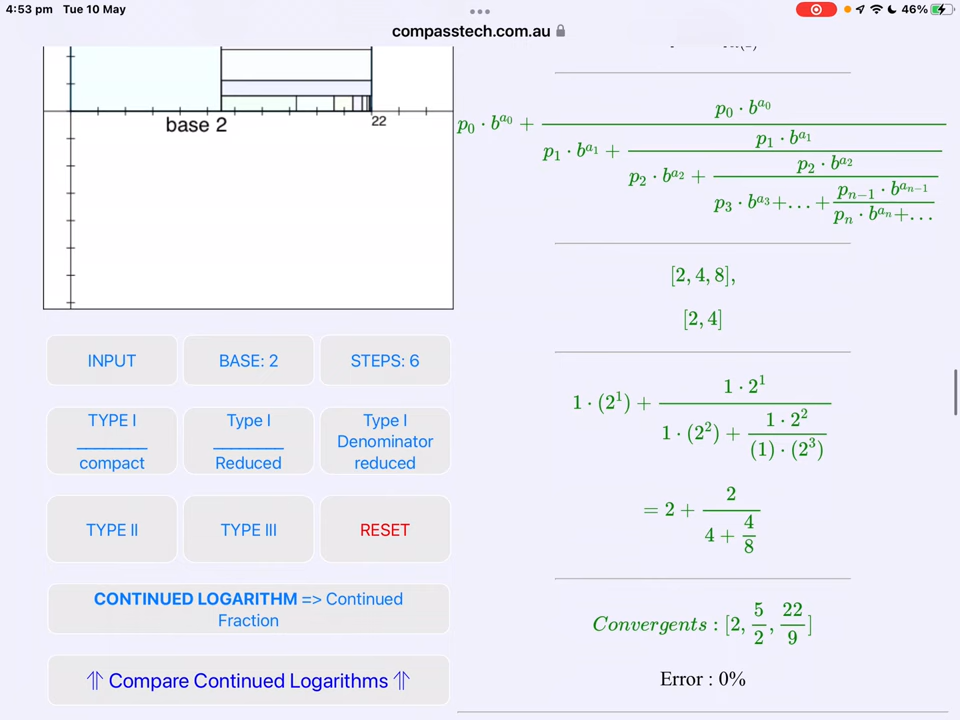 4:53 pm Tue 10 May
46%
compasstech.com.au
base 2
22
p₀ · b^a₀ + p₀ · b^a₀ / (p₁ · b^a₁ + p₁ · b^a₁ / (p₂ · b^a₂ + p₂ · b^a₂ / (p₃ · b^a₃ +...+ pₙ₋₁ · b^aₙ₋₁ / (pₙ · b^aₙ +...))))
[2, 4, 8],
[2, 4]
1 · (2¹) + 1 · 2¹ / (1 · (2²) + 1 · 2² / ((1) · (2³)))
= 2 + 2 / (4 + 4/8)
Convergents : [2, 5/2, 22/9]
Error : 0%
INPUT
BASE: 2
STEPS: 6
TYPE I
compact
Type I
Reduced
Type I
Denominator
reduced
TYPE II
TYPE III
RESET
CONTINUED LOGARITHM => Continued
Fraction
⇑ Compare Continued Logarithms ⇑